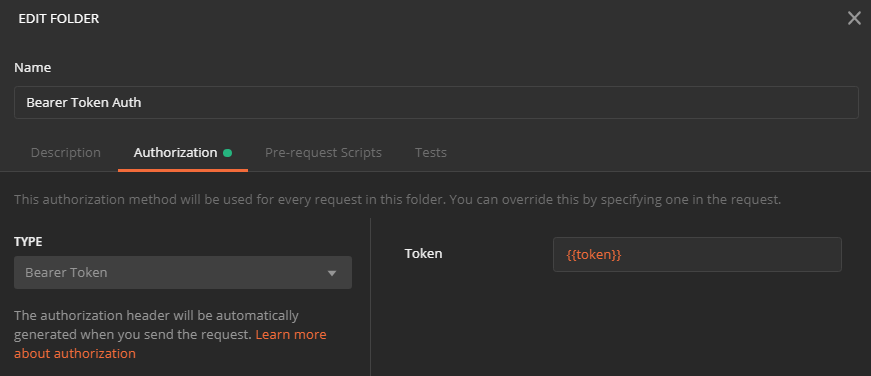 EDIT FOLDER
Name
Bearer Token Auth
Description Authorization Pre-request Scripts Tests
This authorization method will be used for every request in this folder. You can override this by specifying one in the request.
TYPE
Bearer Token
Token {{token}}
The authorization header will be automatically
generated when you send the request. Learn more
about authorization